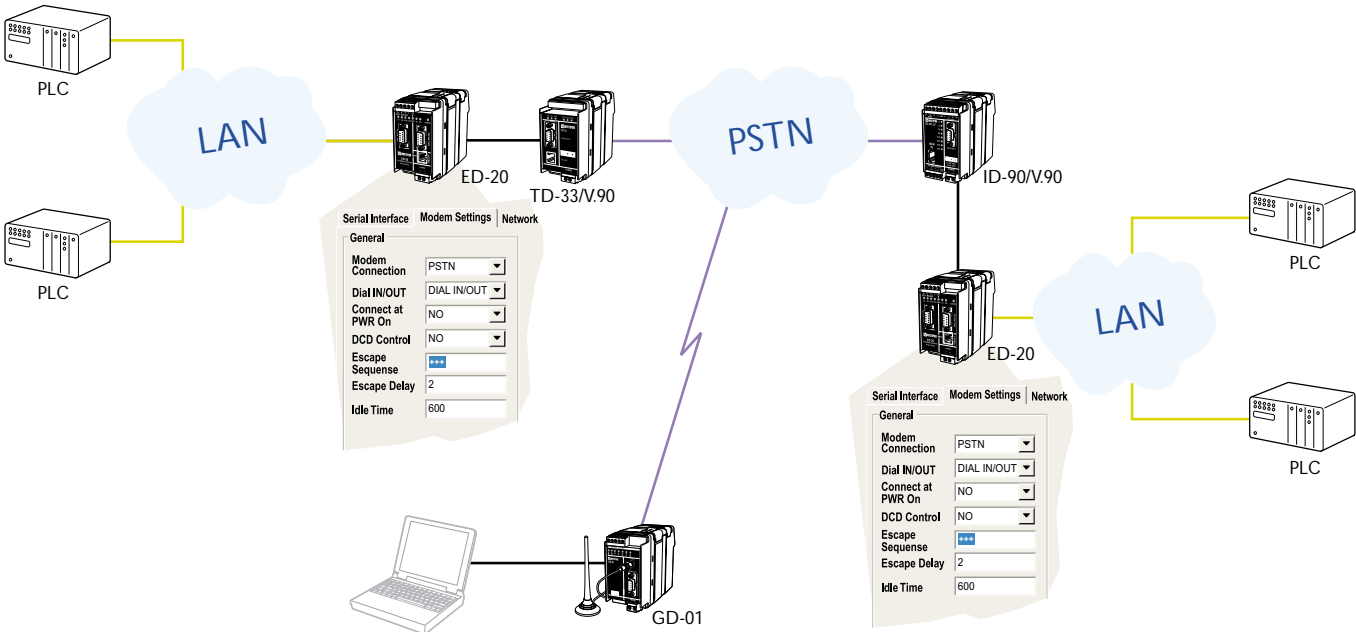 PLC
LAN
PSTN
ED-20
TD-33/V.90
ID-90/V.90
PLC
Serial Interface Modem Settings Network
General
Modem Connection PSTN
Dial IN/OUT DIAL IN/OUT
Connect at PWR On NO
DCD Control NO
Escape Sequense +++
Escape Delay 2
Idle Time 600
PLC
LAN
ED-20
PLC
Serial Interface Modem Settings Network
General
Modem Connection PSTN
Dial IN/OUT DIAL IN/OUT
Connect at PWR On NO
DCD Control NO
Escape Sequense +++
Escape Delay 2
Idle Time 600
GD-01